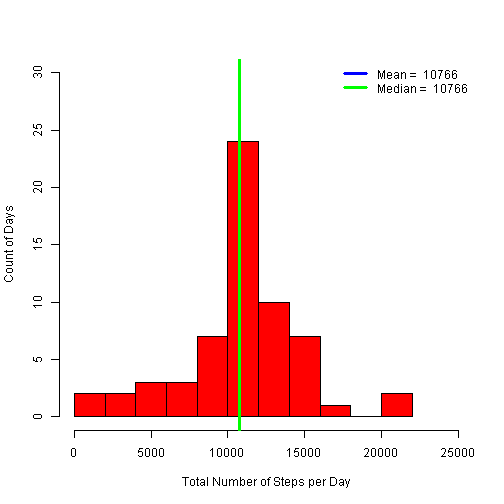 Mean = 10766
Median = 10766
30
25
20
15
10
5
0
Count of Days
0 5000 10000 15000 20000 25000
Total Number of Steps per Day